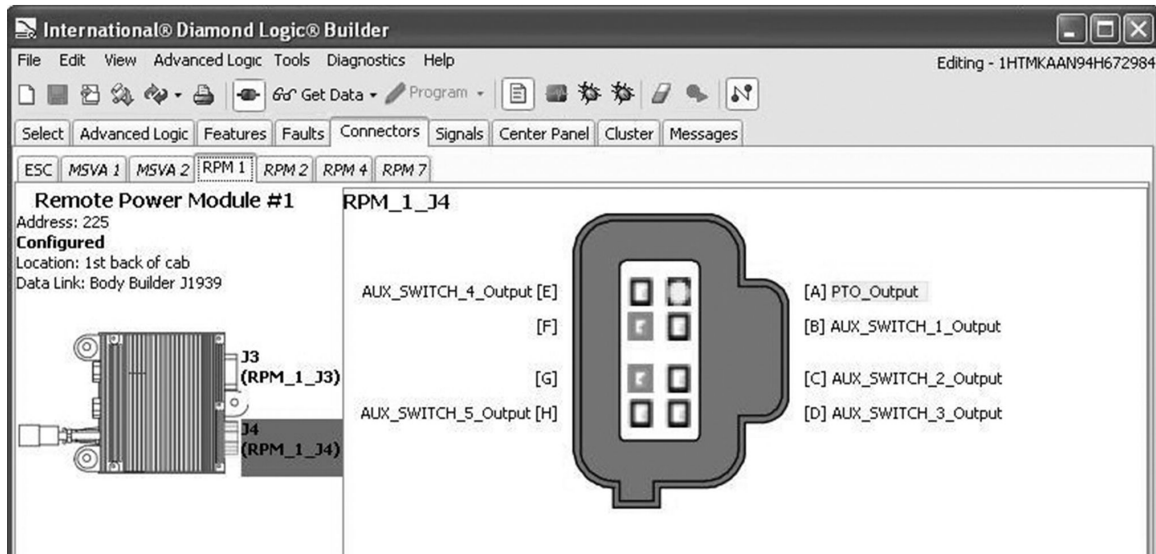 International® Diamond Logic® Builder
File Edit View Advanced Logic Tools Diagnostics Help
Editing - 1HTMKAAN94H672984
Get Data Program
Select Advanced Logic Features Faults Connectors Signals Center Panel Cluster Messages
ESC MSVA 1 MSVA 2 RPM 1 RPM 2 RPM 4 RPM 7
Remote Power Module #1
Address: 225
Configured
Location: 1st back of cab
Data Link: Body Builder J1939
J3
(RPM_1_J3)
J4
(RPM_1_J4)
RPM_1_J4
AUX_SWITCH_4_Output [E]
[A] PTO_Output
[F]
[B] AUX_SWITCH_1_Output
[G]
[C] AUX_SWITCH_2_Output
AUX_SWITCH_5_Output [H]
[D] AUX_SWITCH_3_Output